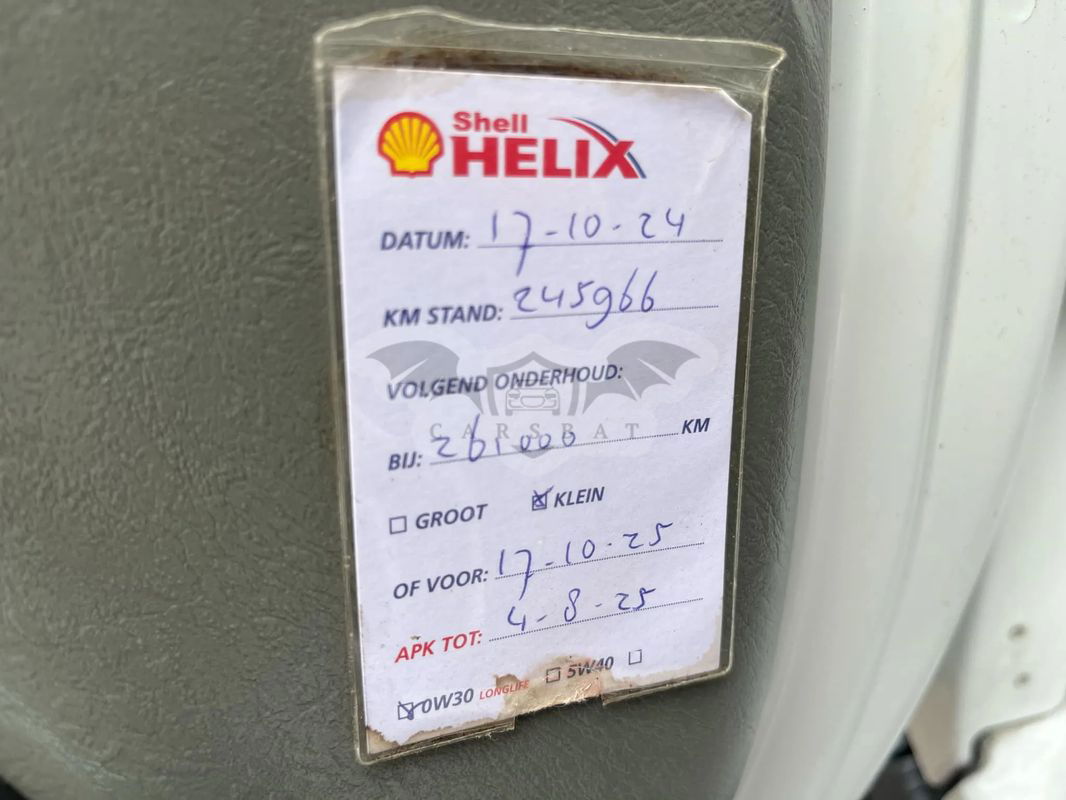 Shell
HELIX
DATUM: 17-10-24
KM STAND: 245966
VOLGEND ONDERHOUD:
CARSBAT
BIJ: 261000 KM
☐ GROOT ☒ KLEIN
OF VOOR: 17-10-25
APK TOT: 4-8-25
☒ 0W30 LONGLIFE ☐ 5W40 ☐